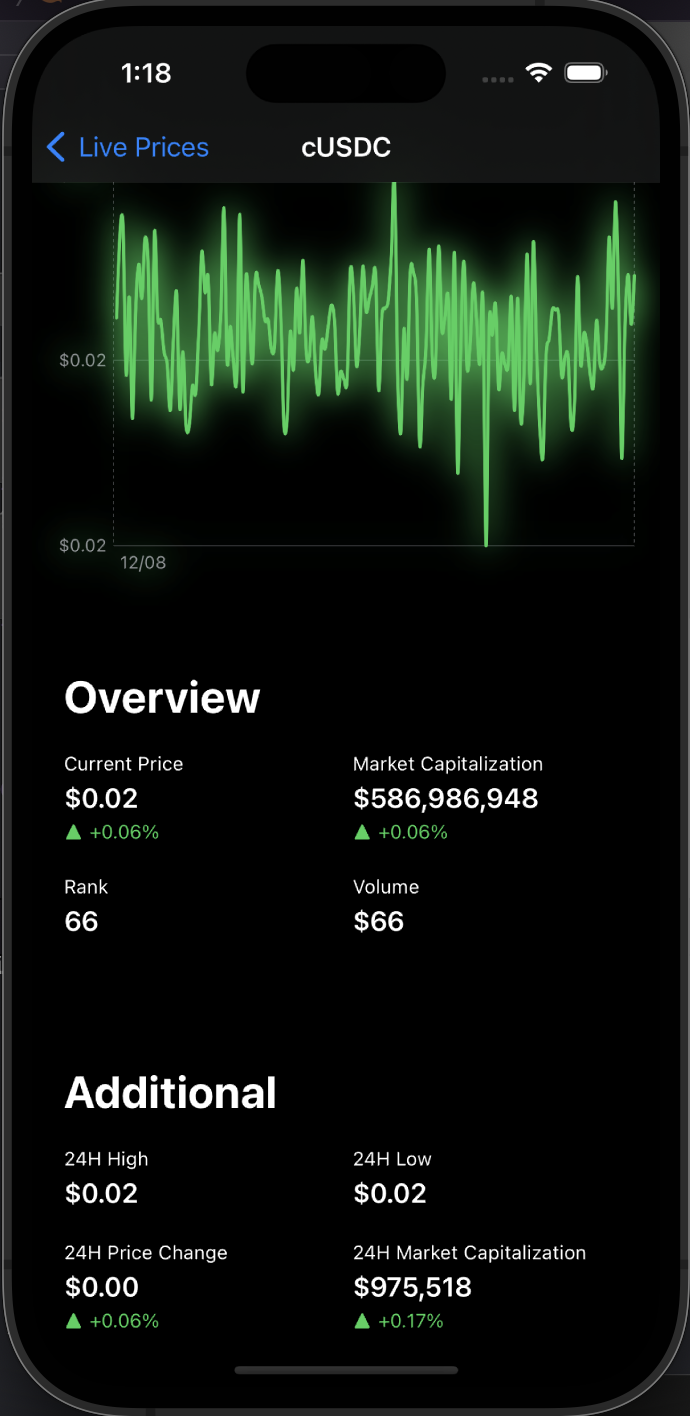 1:18
Live Prices
cUSDC
$0.02
$0.02
12/08
Overview
Current Price
Market Capitalization
$0.02
$586,986,948
+0.06%
+0.06%
Rank
Volume
66
$66
Additional
24H High
24H Low
$0.02
$0.02
24H Price Change
24H Market Capitalization
$0.00
$975,518
+0.06%
+0.17%